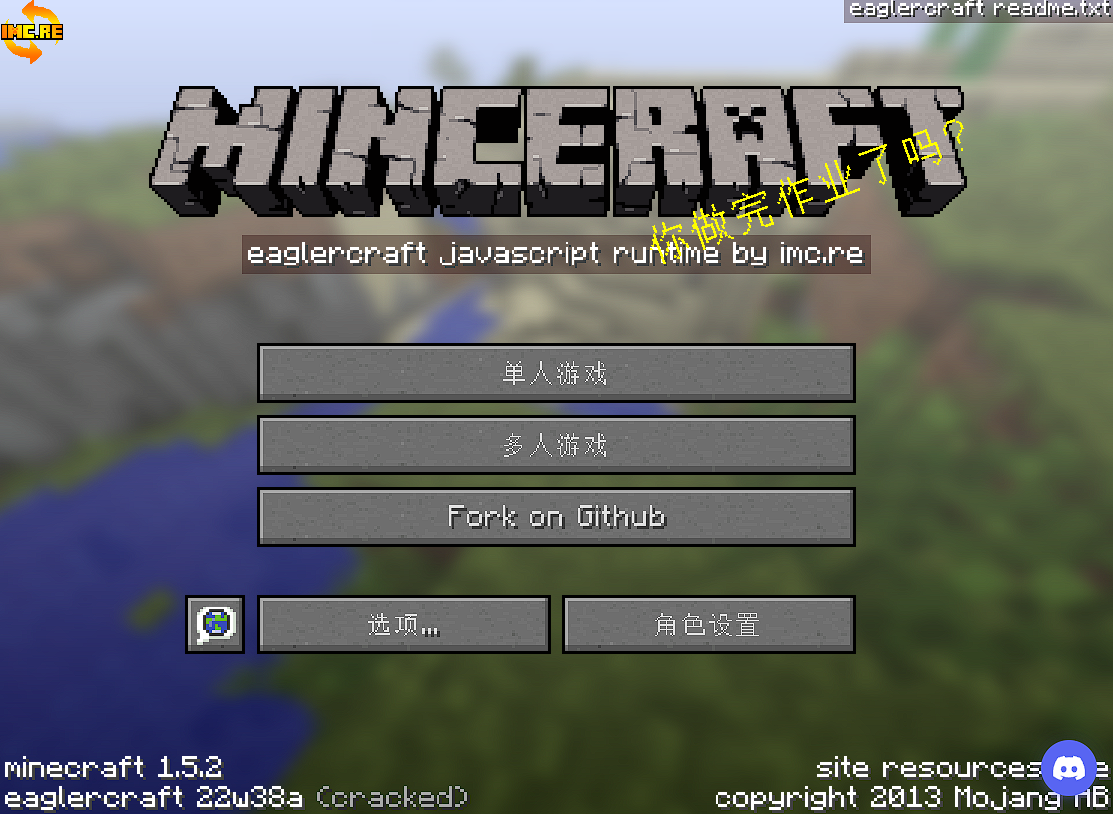 IMC.RE
eaglercraft readme.txt
MINCERAFT
你做完作业了吗?
eaglercraft javascript runtime by imc.re
单人游戏
多人游戏
Fork on Github
选项...
角色设置
minecraft 1.5.2
eaglercraft 22w38a (cracked)
site resources
copyright 2013 Mojang AB